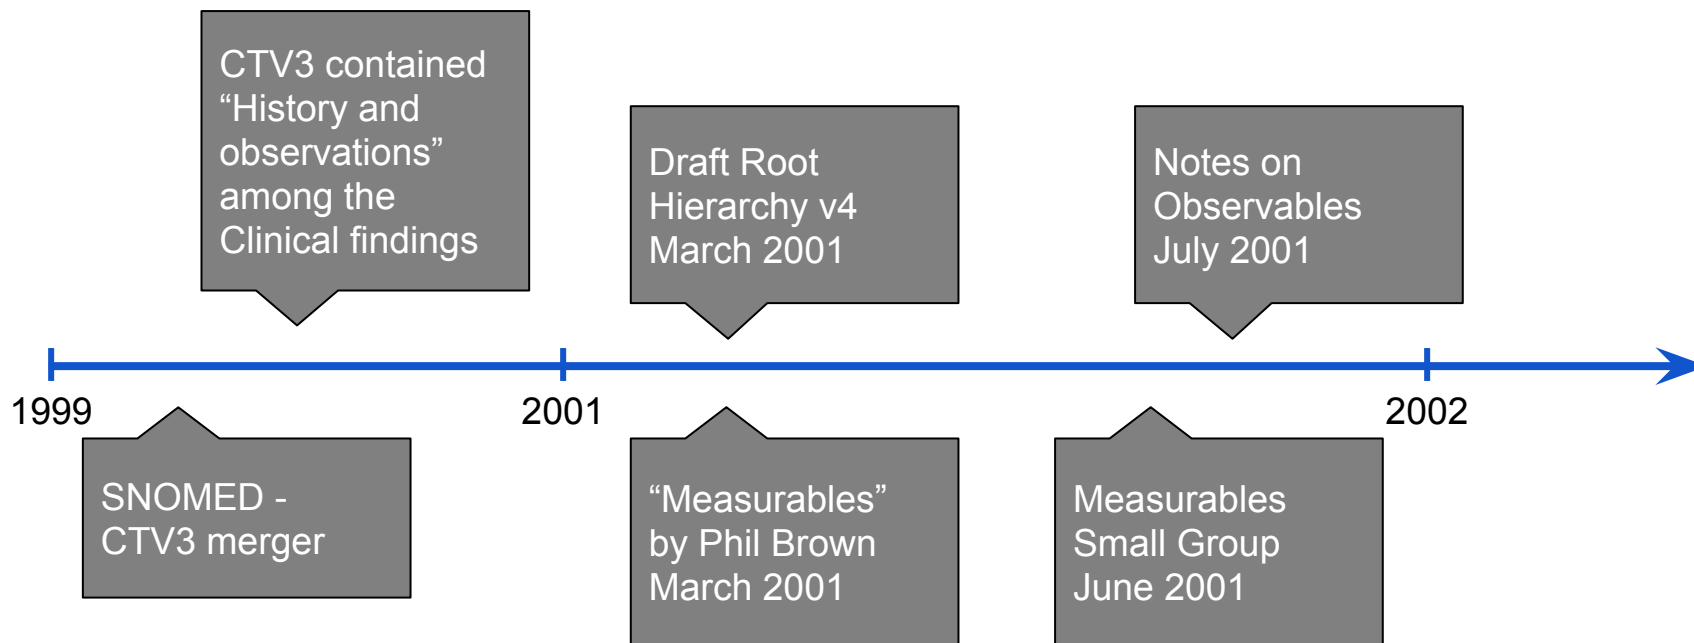 CTV3 contained
“History and
observations”
among the
Clinical findings
Draft Root
Hierarchy v4
March 2001
Notes on
Observables
July 2001
1999
2001
2002
SNOMED -
CTV3 merger
“Measurables”
by Phil Brown
March 2001
Measurables
Small Group
June 2001